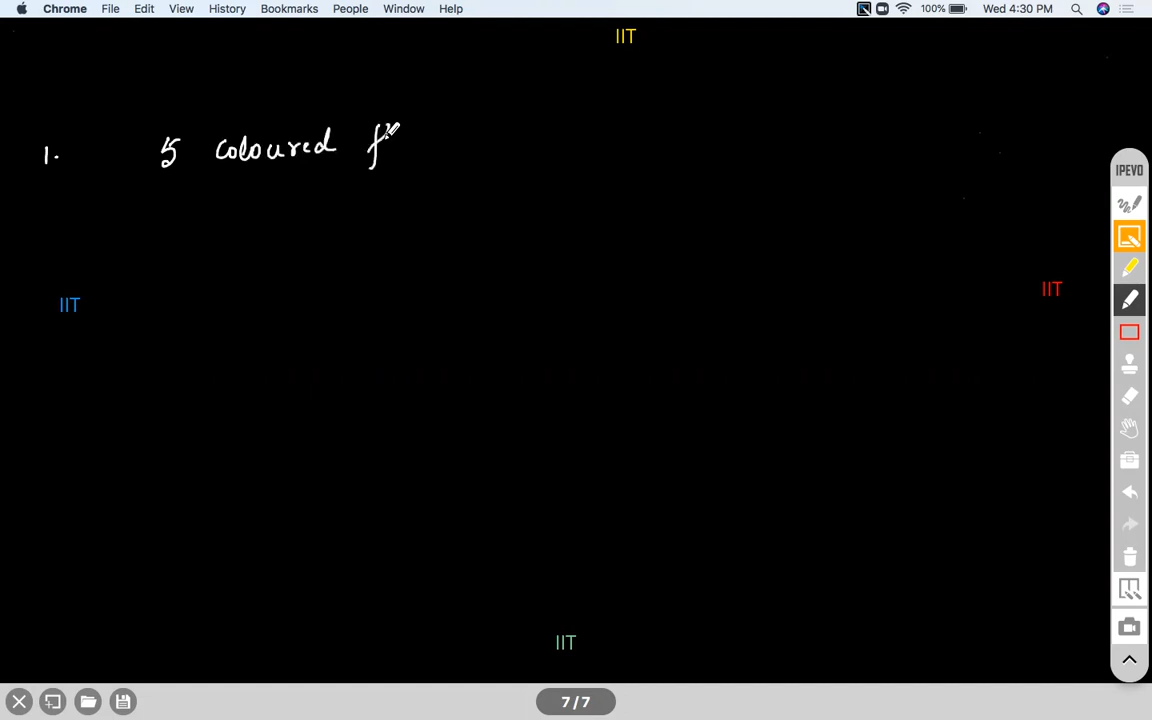 Chrome File Edit View History Bookmarks People Window Help 100% Wed 4:30 PM
IIT
1. 5 coloured f
IPEVO
IIT
IIT
IIT
7/7